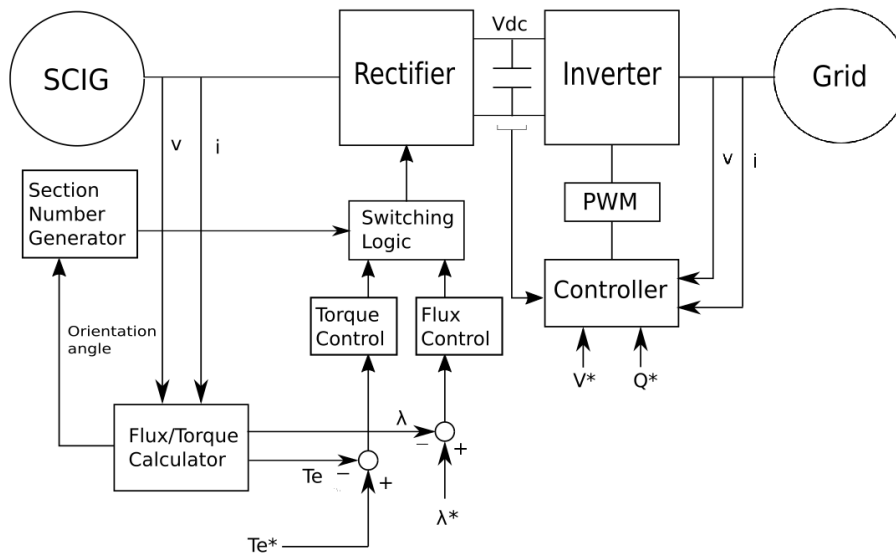 Vdc
SCIG
Rectifier
Inverter
Grid
v
i
v
i
Section
Number
Generator
Switching
Logic
PWM
Controller
Torque
Control
Flux
Control
Orientation
angle
V*
Q*
Flux/Torque
Calculator
λ
−
+
Te
−
+
λ*
Te*